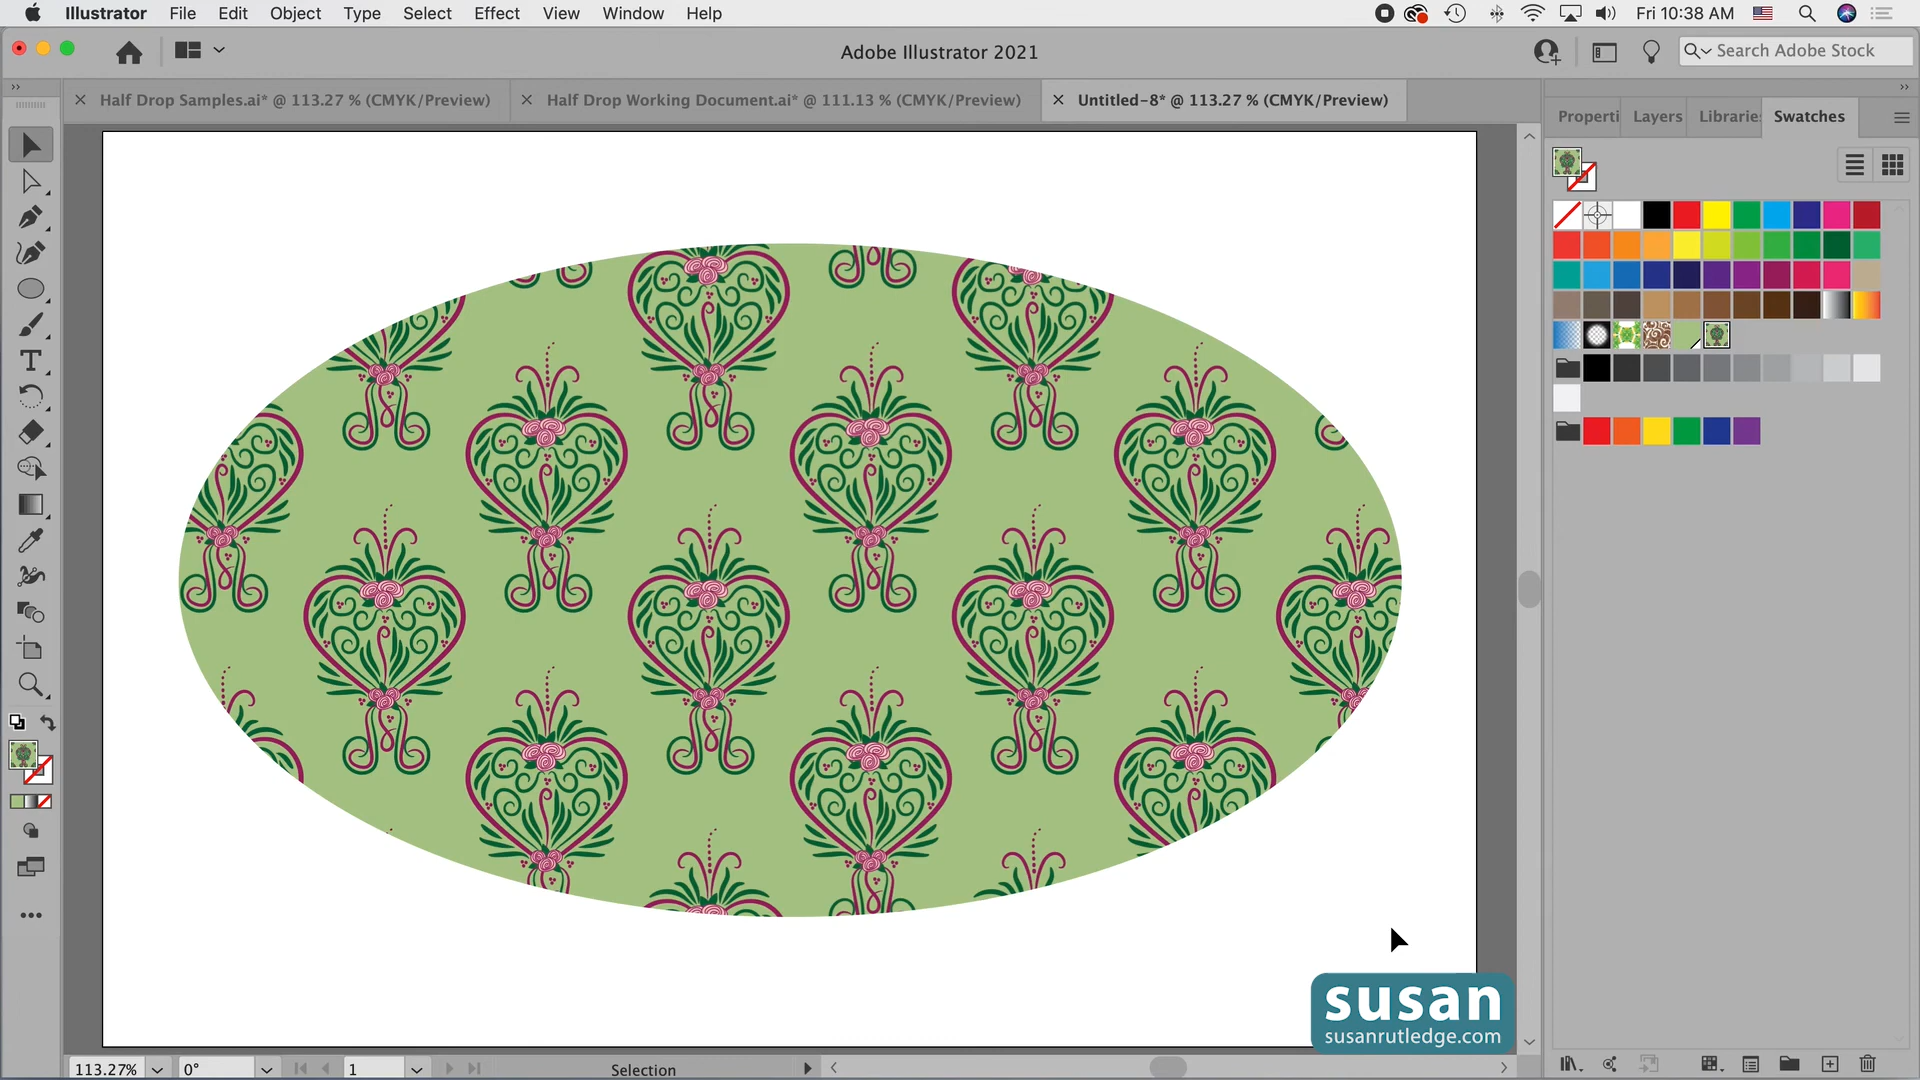 Illustrator File Edit Object Type Select Effect View Window Help Fri 10:38 AM
Adobe Illustrator 2021
Search Adobe Stock
Half Drop Samples.ai* @ 113.27 % (CMYK/Preview)
Half Drop Working Document.ai* @ 111.13 % (CMYK/Preview)
Untitled-8* @ 113.27 % (CMYK/Preview)
Properti Layers Librarie Swatches
susan
susanrutledge.com
113.27% 0° 1 Selection